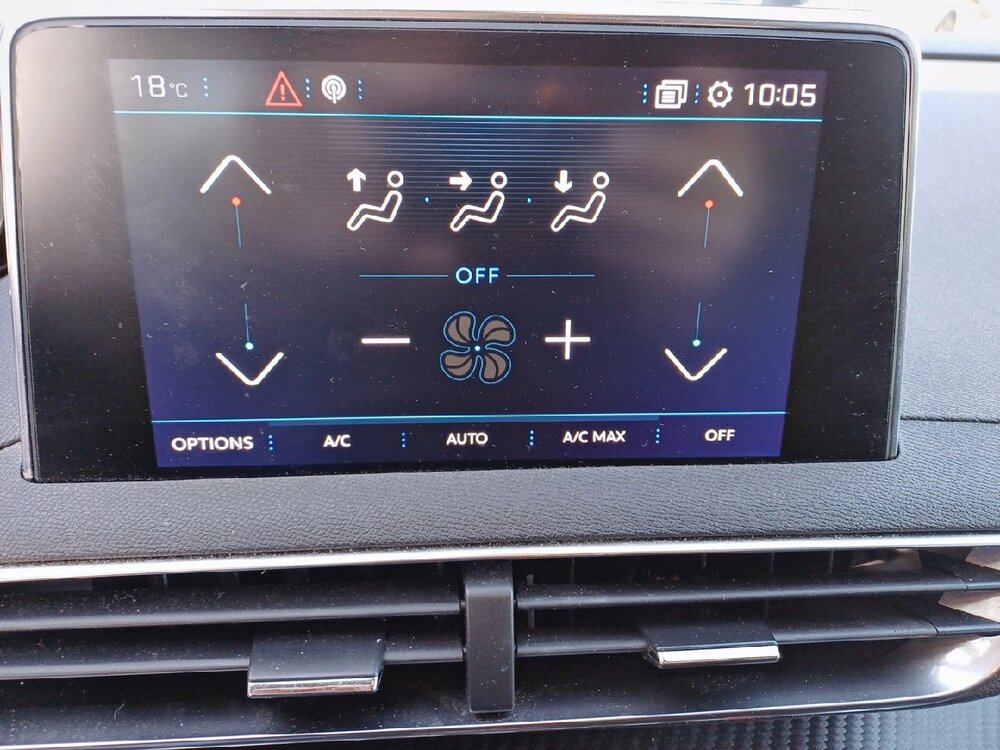 18°C 10:05
OFF
OPTIONS A/C AUTO A/C MAX OFF